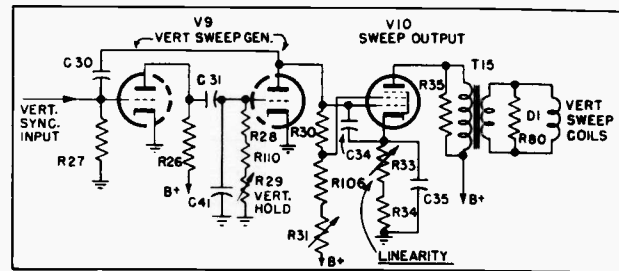 V9
VERT SWEEP GEN.
V10
SWEEP OUTPUT
T15
C30
C31
R35
VERT.
SYNC.
INPUT
R27
R26
B+
C41
R28
R110
R29
VERT.
HOLD
R30
C34
R106
R31
B+
R33
R34
C35
LINEARITY
B+
D1
R80
VERT
SWEEP
COILS